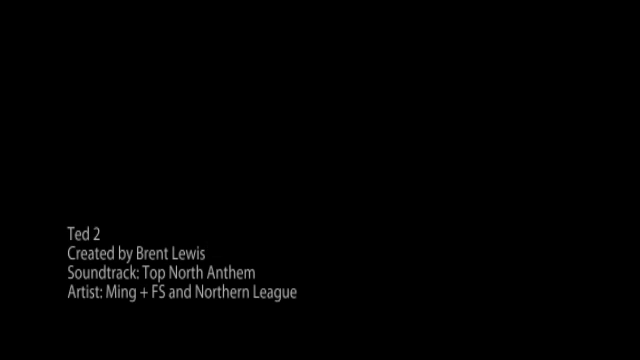 Ted 2
Created by Brent Lewis
Soundtrack: Top North Anthem
Artist: Ming + FS and Northern League